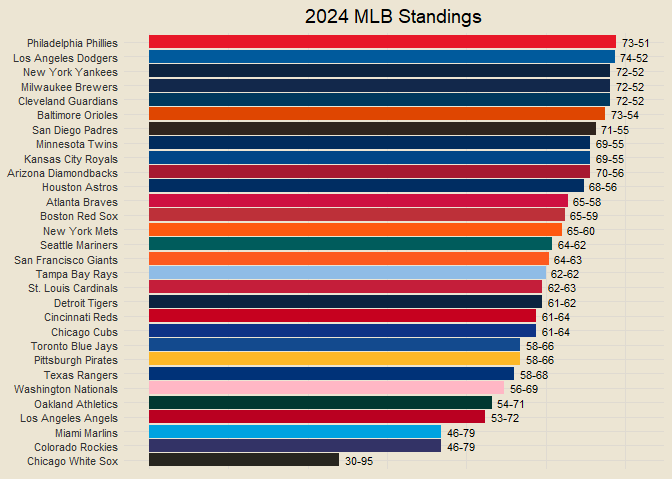 2024 MLB Standings
Philadelphia Phillies 73-51
Los Angeles Dodgers 74-52
New York Yankees 72-52
Milwaukee Brewers 72-52
Cleveland Guardians 72-52
Baltimore Orioles 73-54
San Diego Padres 71-55
Minnesota Twins 69-55
Kansas City Royals 69-55
Arizona Diamondbacks 70-56
Houston Astros 68-56
Atlanta Braves 65-58
Boston Red Sox 65-59
New York Mets 65-60
Seattle Mariners 64-62
San Francisco Giants 64-63
Tampa Bay Rays 62-62
St. Louis Cardinals 62-63
Detroit Tigers 61-62
Cincinnati Reds 61-64
Chicago Cubs 61-64
Toronto Blue Jays 58-66
Pittsburgh Pirates 58-66
Texas Rangers 58-68
Washington Nationals 56-69
Oakland Athletics 54-71
Los Angeles Angels 53-72
Miami Marlins 46-79
Colorado Rockies 46-79
Chicago White Sox 30-95